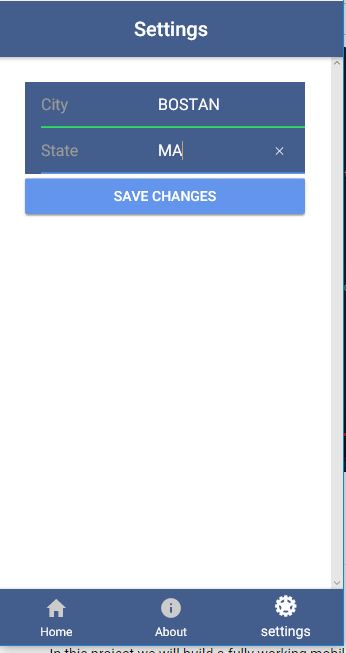 Settings
City BOSTAN
State MA ×
SAVE CHANGES
Home About settings
In this project we will build a fully working mobil